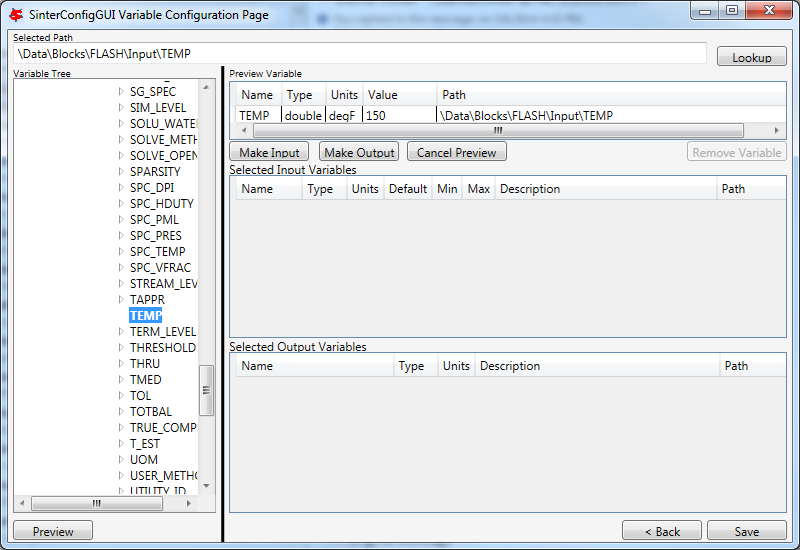 SinterConfigGUI Variable Configuration Page
Selected Path
\Data\Blocks\FLASH\Input\TEMP
Lookup
Variable Tree
SG_SPEC
SIM_LEVEL
SOLU_WATE
SOLVE_METH
SOLVE_OPEN
SPARSITY
SPC_DPI
SPC_HDUTY
SPC_PML
SPC_PRES
SPC_TEMP
SPC_VFRAC
STREAM_LEV
TAPPR
TEMP
TERM_LEVEL
THRESHOLD
THRU
TMED
TOL
TOTBAL
TRUE_COMP
T_EST
UOM
USER_METHO
UTILITY_ID
Preview
Preview Variable
Name Type Units Value Path
TEMP double degF 150 \Data\Blocks\FLASH\Input\TEMP
Make Input Make Output Cancel Preview Remove Variable
Selected Input Variables
Name Type Units Default Min Max Description Path
Selected Output Variables
Name Type Units Description Path
< Back Save